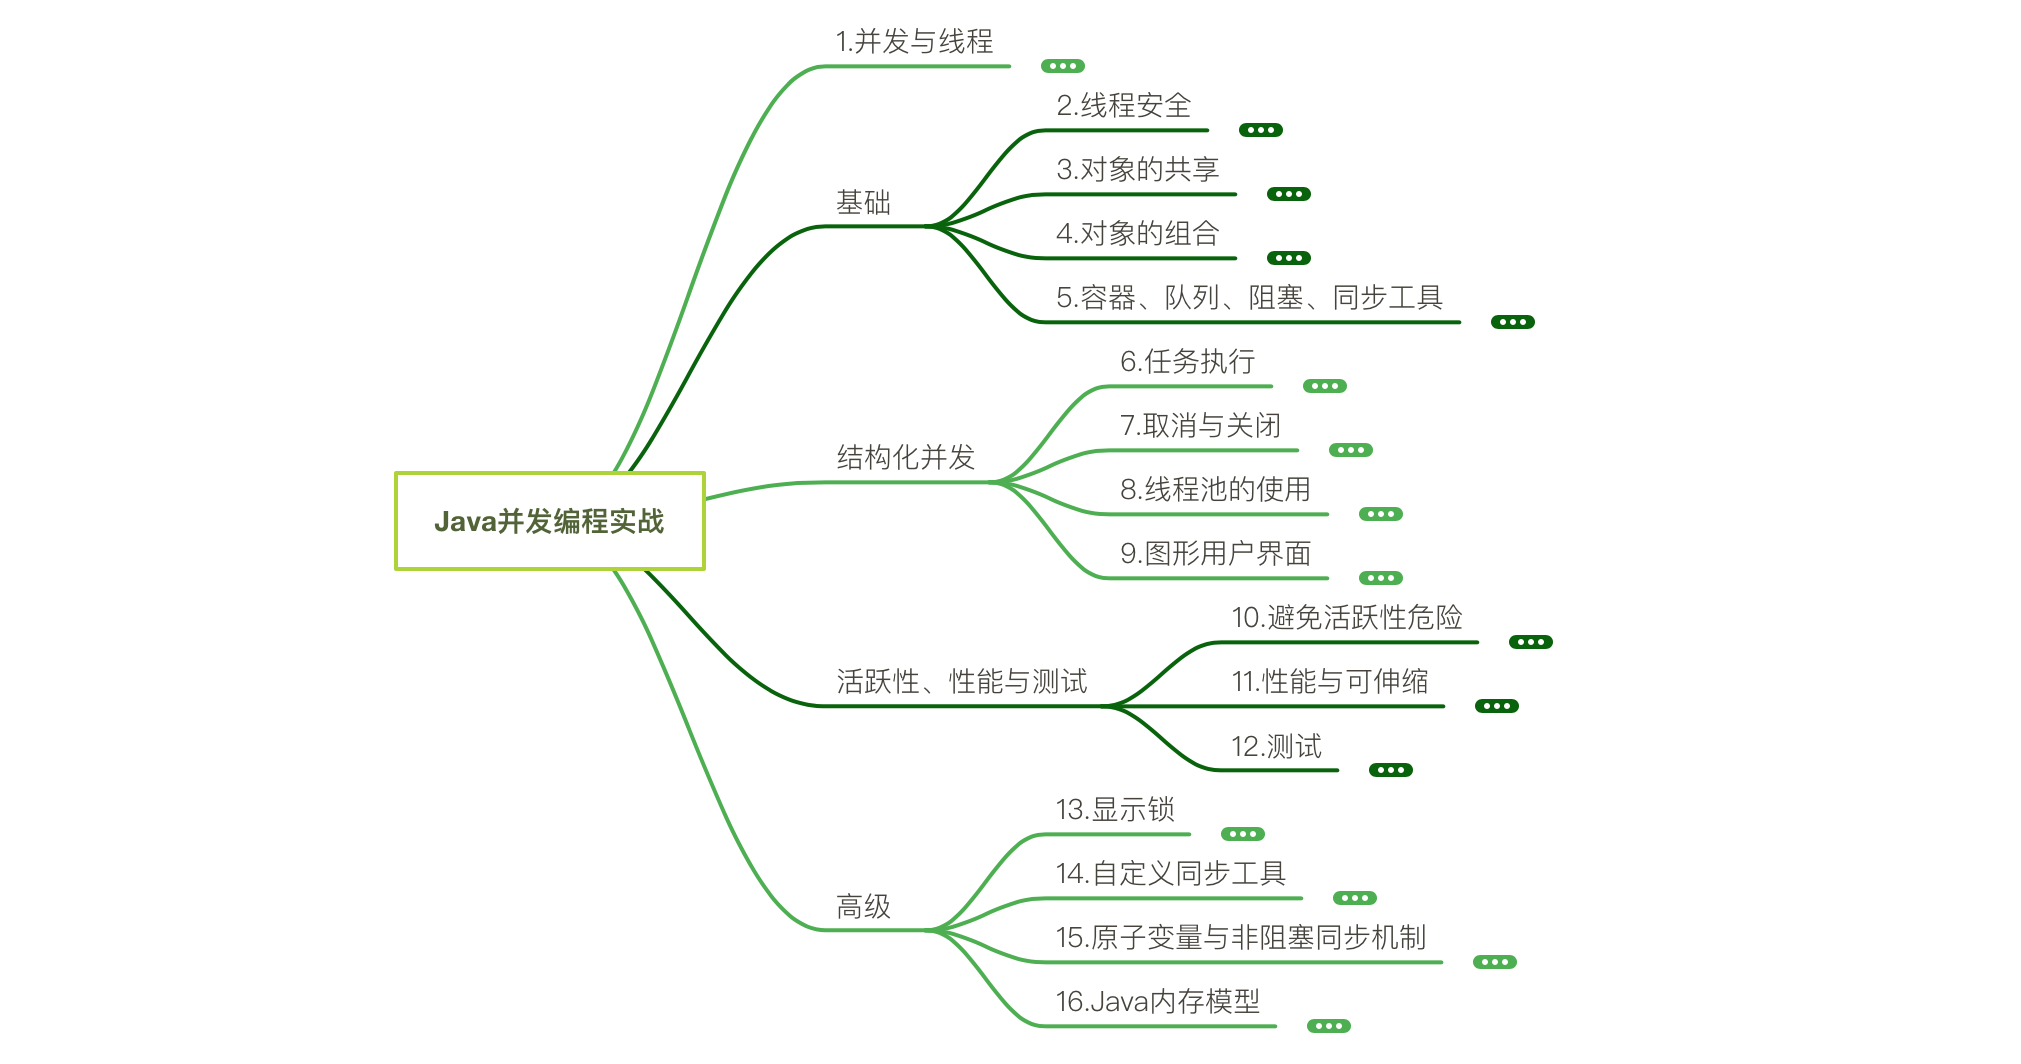 1.并发与线程
2.线程安全
3.对象的共享
基础
4.对象的组合
5.容器、队列、阻塞、同步工具
6.任务执行
7.取消与关闭
结构化并发
8.线程池的使用
Java并发编程实战
9.图形用户界面
10.避免活跃性危险
活跃性、性能与测试
11.性能与可伸缩
12.测试
13.显示锁
14.自定义同步工具
高级
15.原子变量与非阻塞同步机制
16.Java内存模型